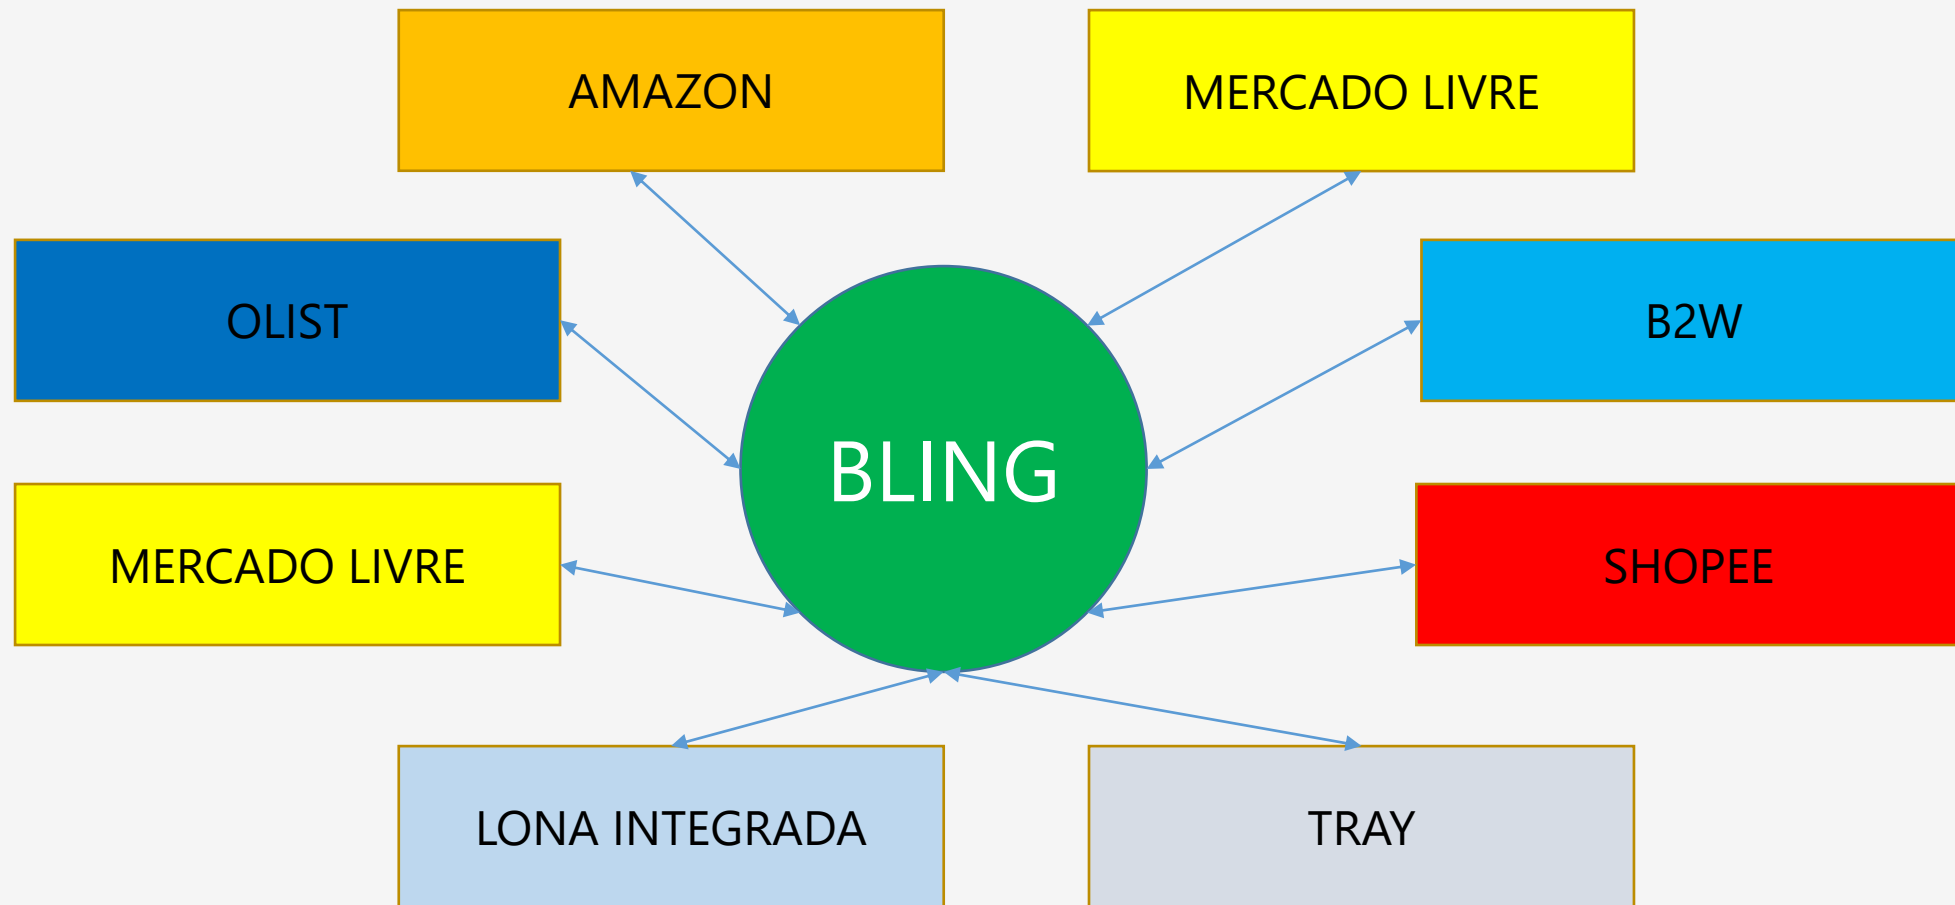 AMAZON
MERCADO LIVRE
OLIST
B2W
BLING
MERCADO LIVRE
SHOPEE
LONA INTEGRADA
TRAY